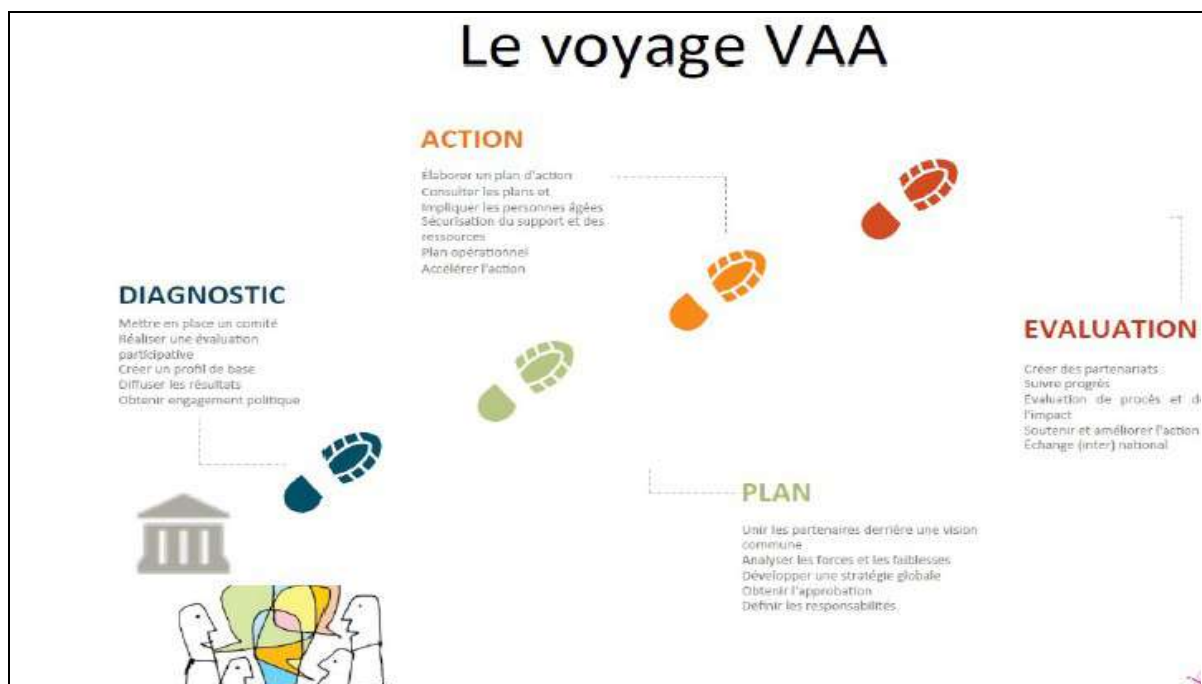 Le voyage VAA
ACTION
Élaborer un plan d'action
Consulter les plans et
Impliquer les personnes âgées
Sécurisation du support et des
ressources
Plan opérationnel
Accélérer l'action
DIAGNOSTIC
Mettre en place un comité
Réaliser une évaluation
participative
Créer un profil de base
Diffuser les résultats
Obtenir engagement politique
EVALUATION
Créer des partenariats :
Suivre progrès
Evaluation de procès et de
l'impact
Soutenir et améliorer l'action
Echange (inter) national
PLAN
Unir les partenaires derrière une vision
commune
Analyser les forces et les faiblesses
Développer une stratégie globale
Obtenir l'approbation
Définir les responsabilités.